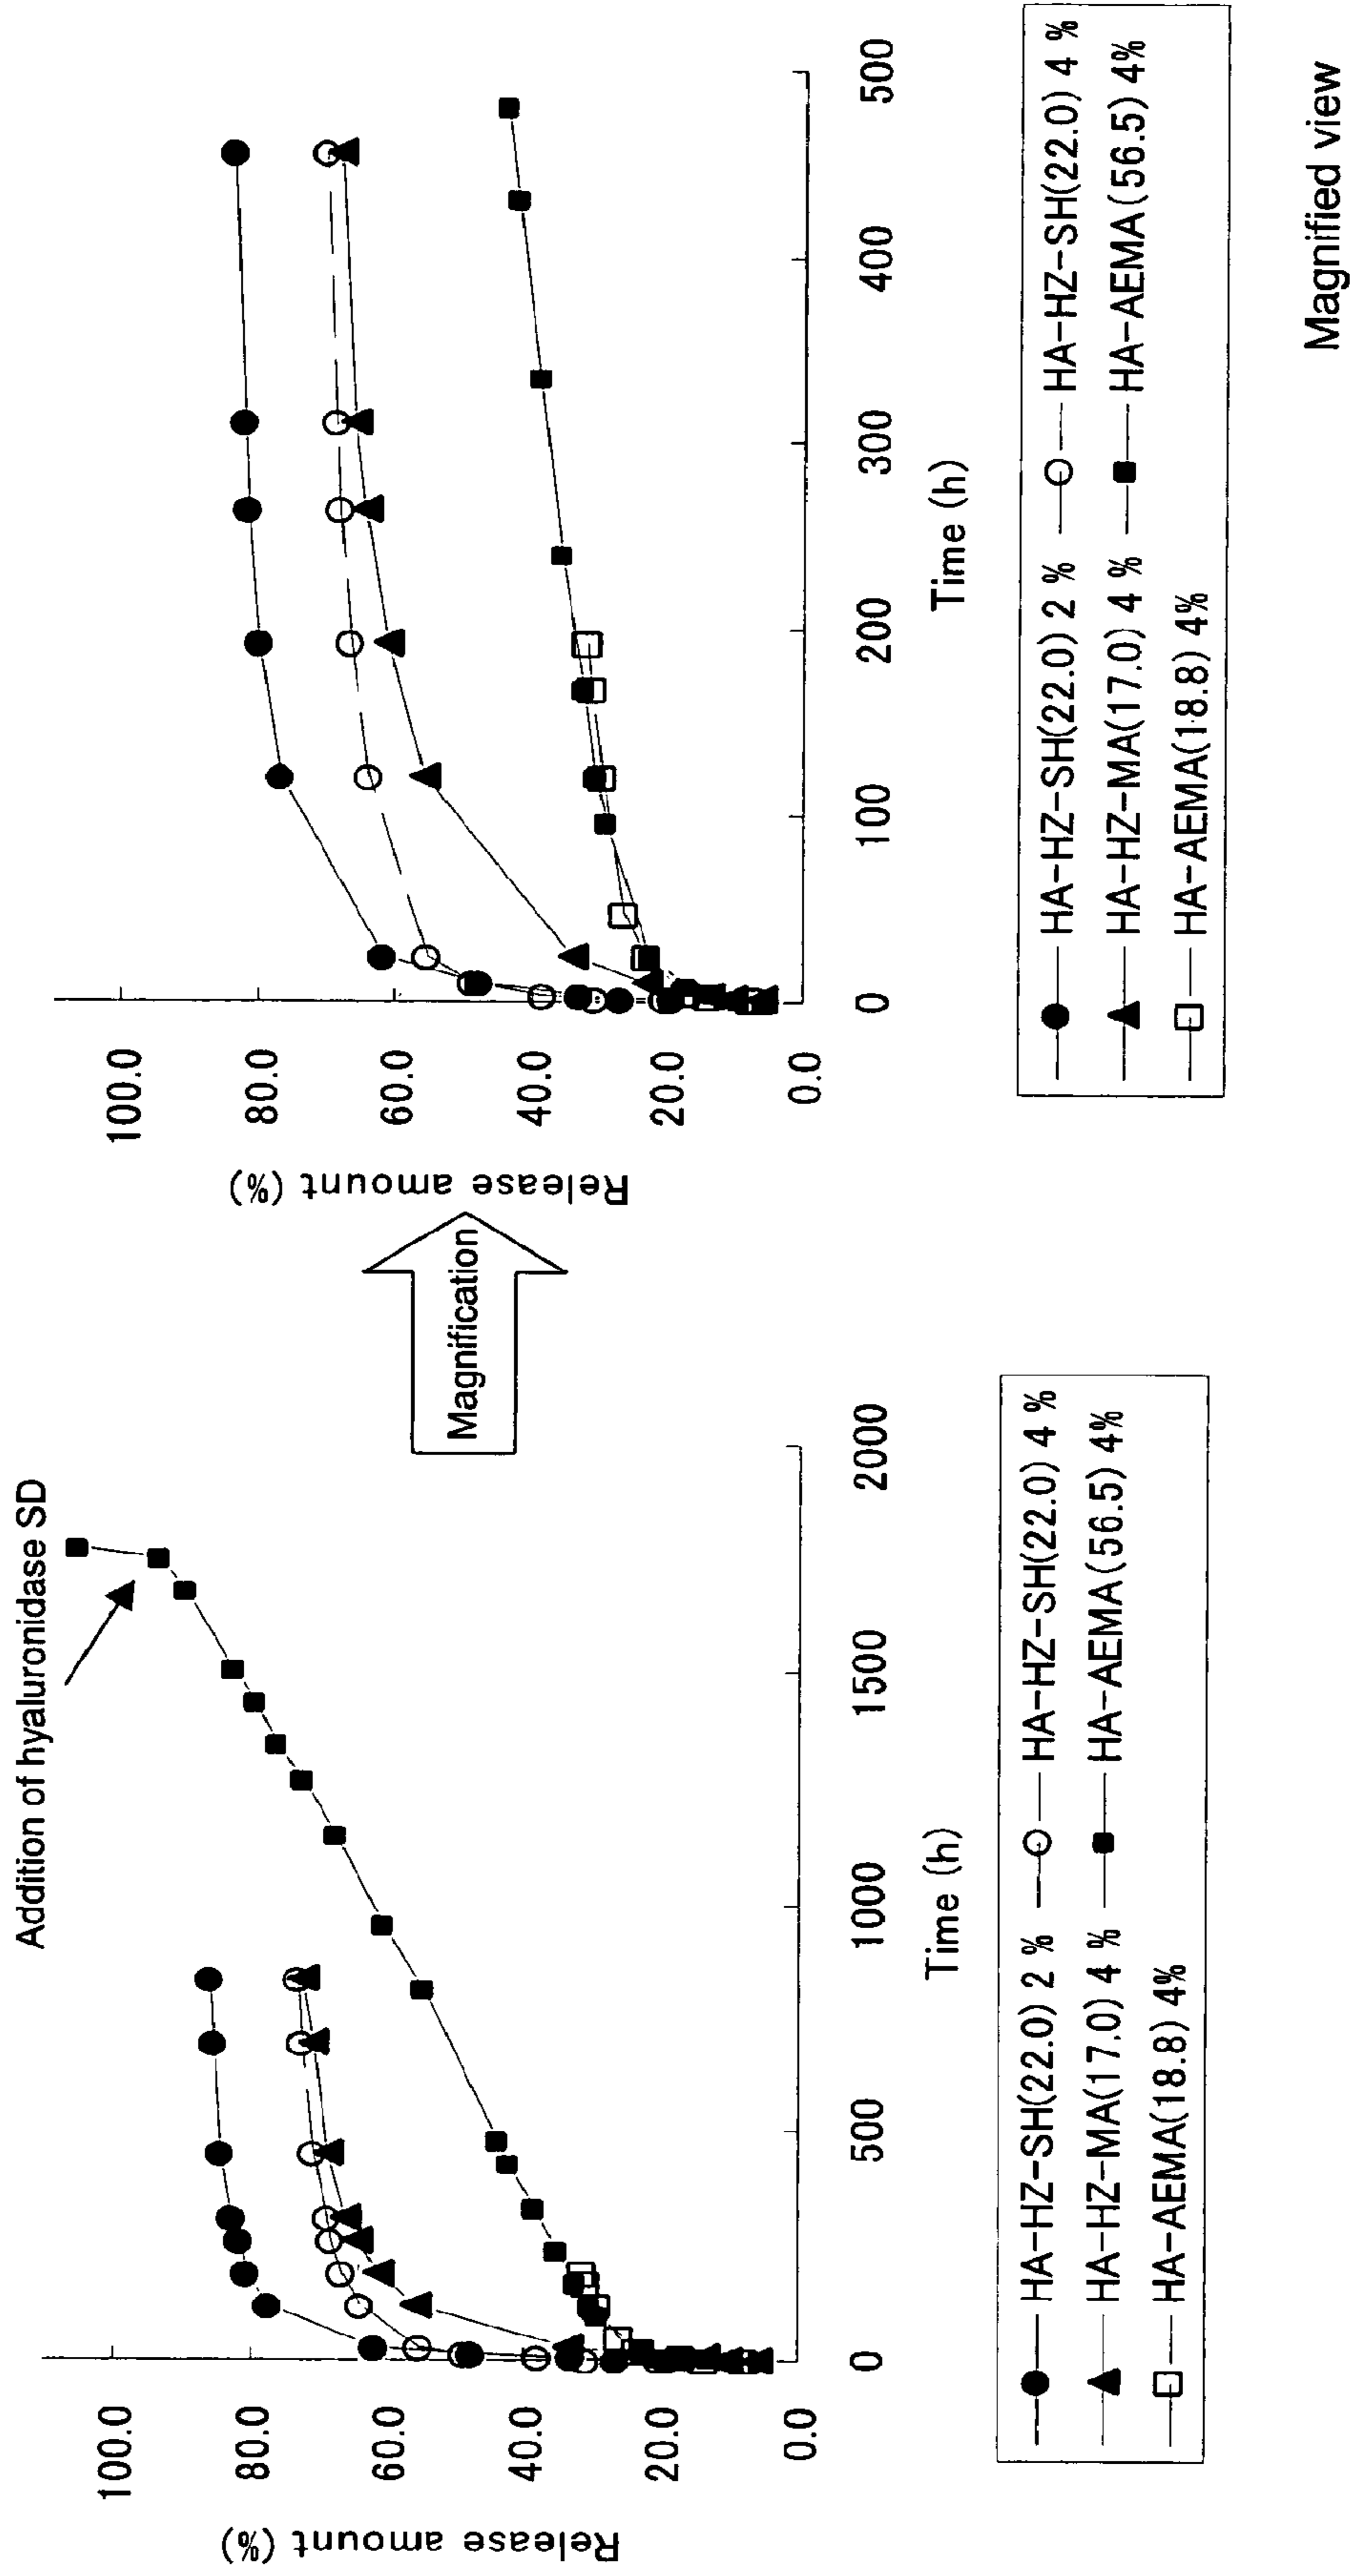 Addition of hyaluronidase SD
Release amount (%)
100.0
80.0
60.0
40.0
20.0
0.0
0
500
1000
1500
2000
Time (h)
HA-HZ-SH(22.0) 2 %
HA-HZ-SH(22.0) 4 %
HA-HZ-MA(17.0) 4 %
HA-AEMA(56.5) 4%
HA-AEMA(18.8) 4%
Magnification
Release amount (%)
100.0
80.0
60.0
40.0
20.0
0.0
0
100
200
300
400
500
Time (h)
HA-HZ-SH(22.0) 2 %
HA-HZ-SH(22.0) 4 %
HA-HZ-MA(17.0) 4 %
HA-AEMA(56.5) 4%
HA-AEMA(18.8) 4%
Magnified view